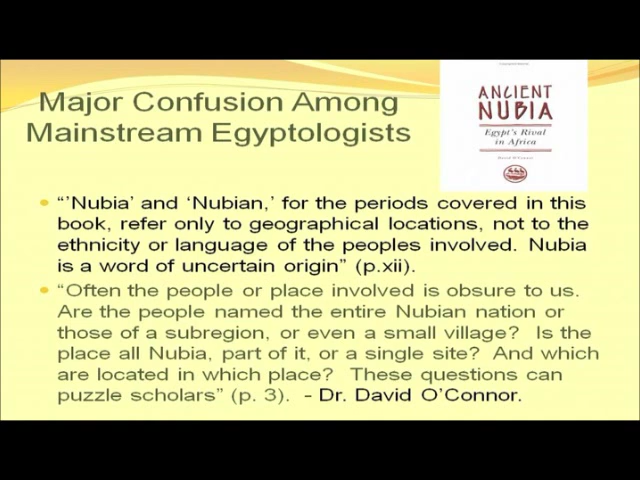 Major Confusion Among
Mainstream Egyptologists
ANCIENT
NUBIA
Egypt's Rival
in Africa
David O'Connor
“’Nubia’ and ‘Nubian,’ for the periods covered in this
book, refer only to geographical locations, not to the
ethnicity or language of the peoples involved. Nubia
is a word of uncertain origin” (p.xii).
“Often the people or place involved is obsure to us.
Are the people named the entire Nubian nation or
those of a subregion, or even a small village? Is the
place all Nubia, part of it, or a single site? And which
are located in which place? These questions can
puzzle scholars” (p. 3). - Dr. David O’Connor.